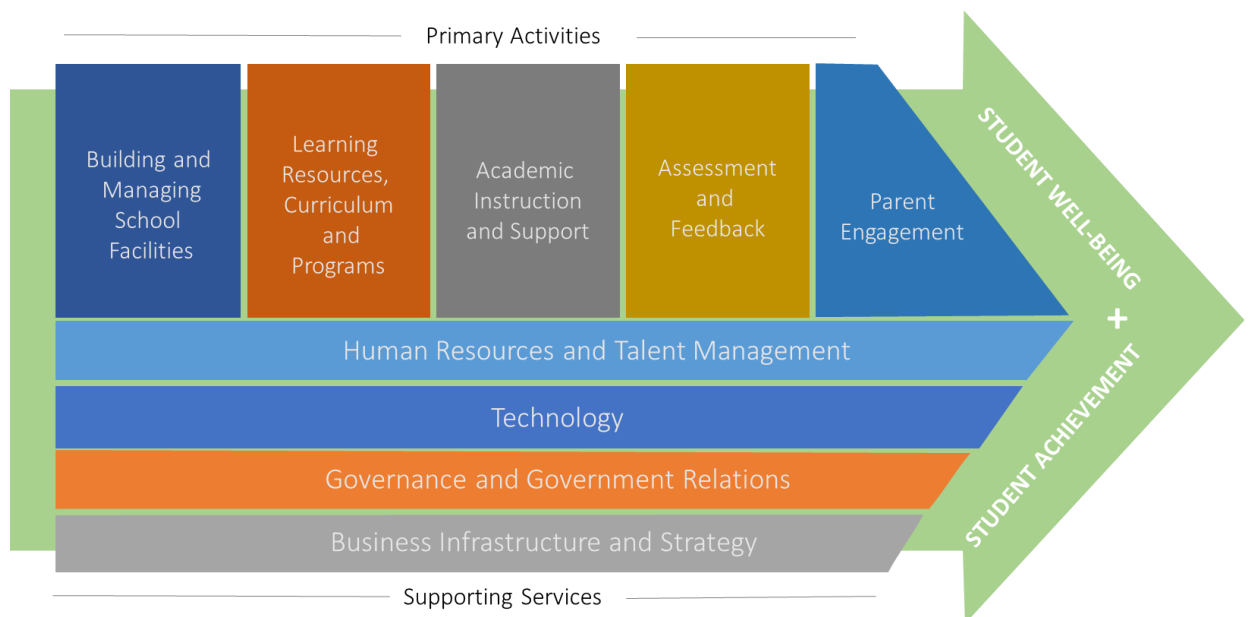 Primary Activities
Building and
Managing
School
Facilities
Learning
Resources,
Curriculum
and
Programs
Academic
Instruction
and Support
Assessment
and
Feedback
Parent
Engagement
STUDENT WELL-BEING
+
STUDENT ACHIEVEMENT
Human Resources and Talent Management
Technology
Governance and Government Relations
Business Infrastructure and Strategy
Supporting Services